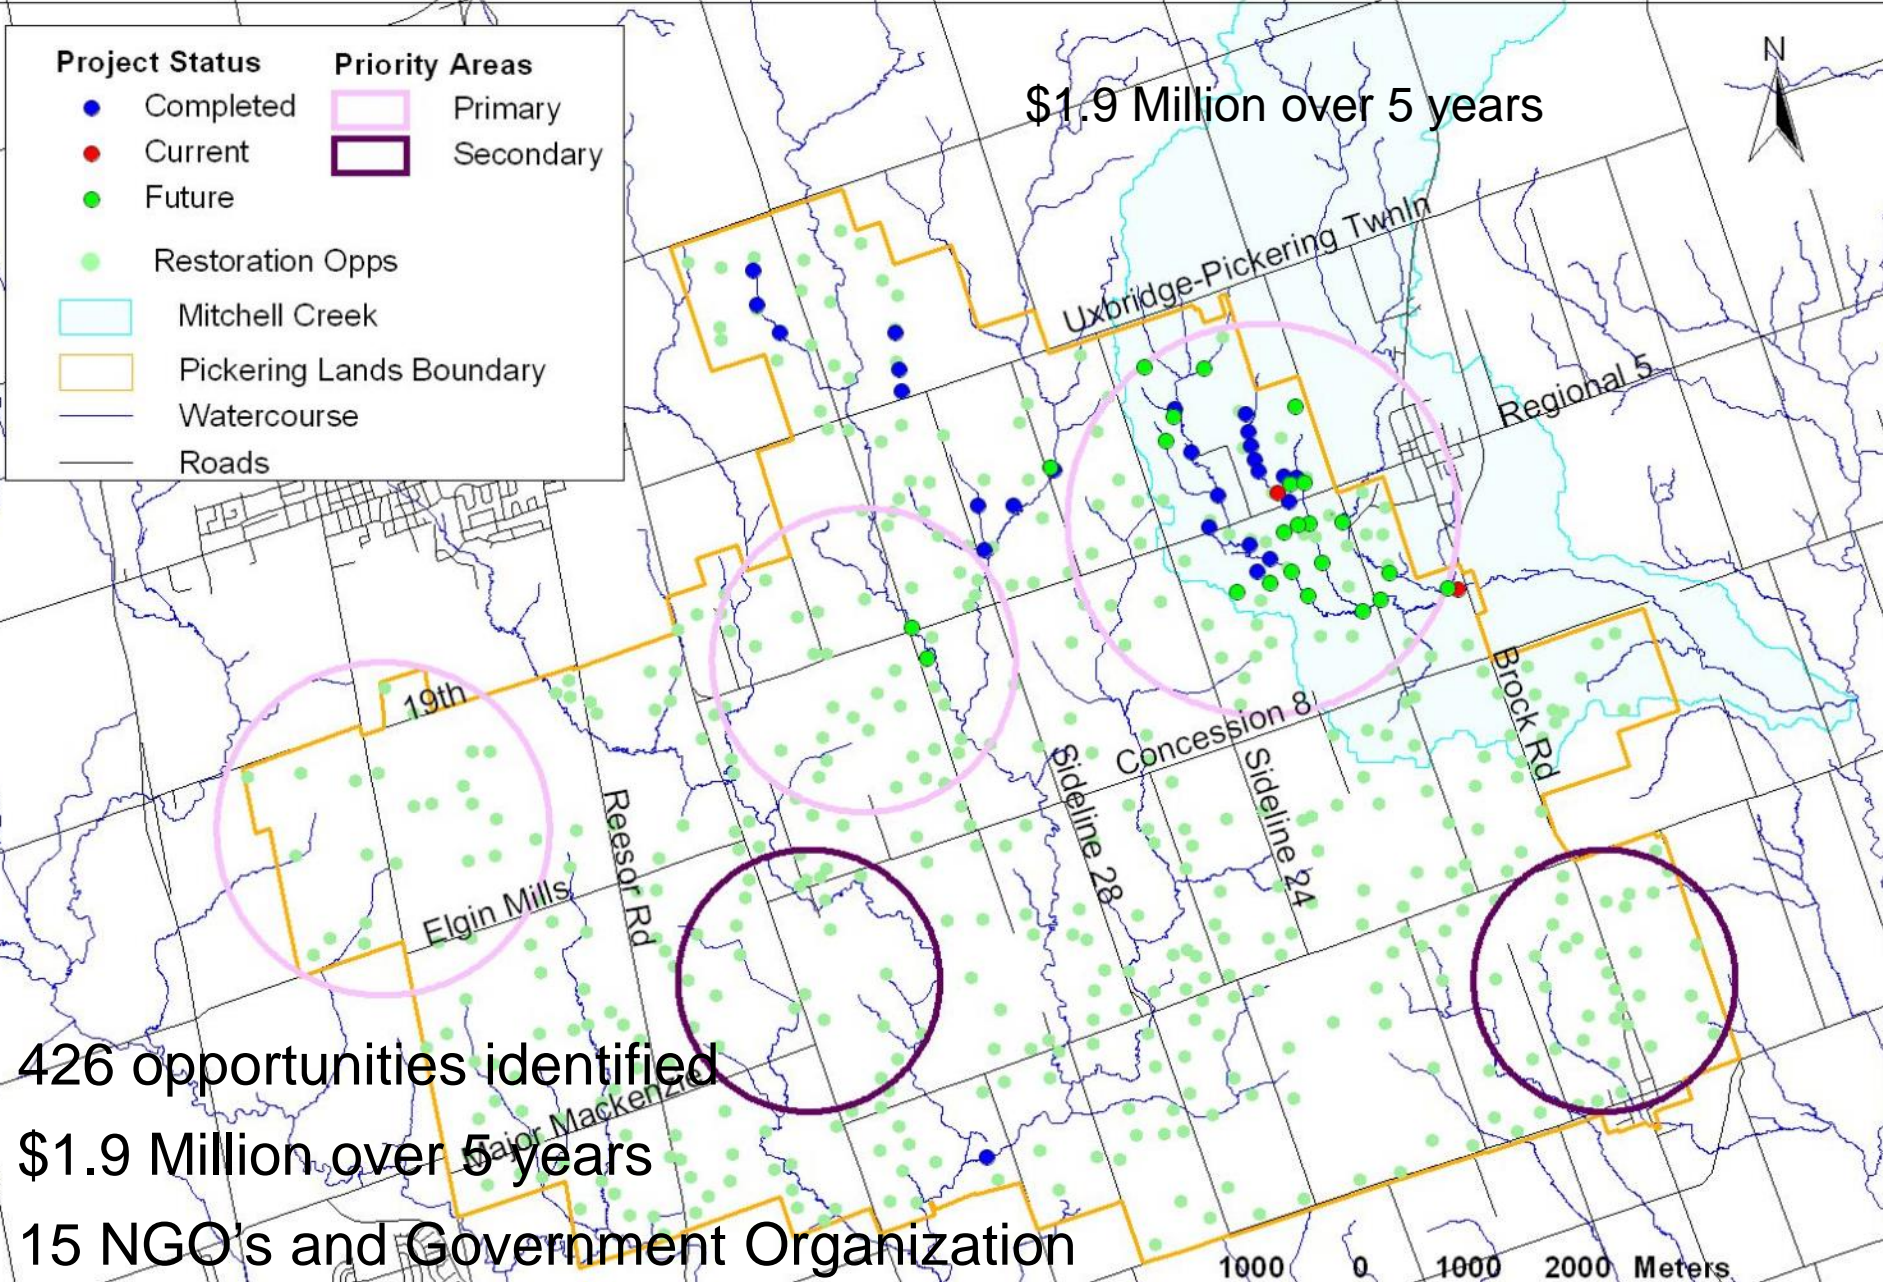 Project Status
Completed
Current
Future
Restoration Opps
Mitchell Creek
Pickering Lands Boundary
Watercourse
Roads
Priority Areas
Primary
Secondary
$1.9 Million over 5 years
N
Uxbridge-Pickering Twnln
Regional 5
19th
Concession 8
Brock Rd
Sideline 28
Sideline 24
Reesor Rd
Elgin Mills
Major Mackenzie
426 opportunities identified
$1.9 Million over 5 years
15 NGO's and Government Organization
1000 0 1000 2000 Meters